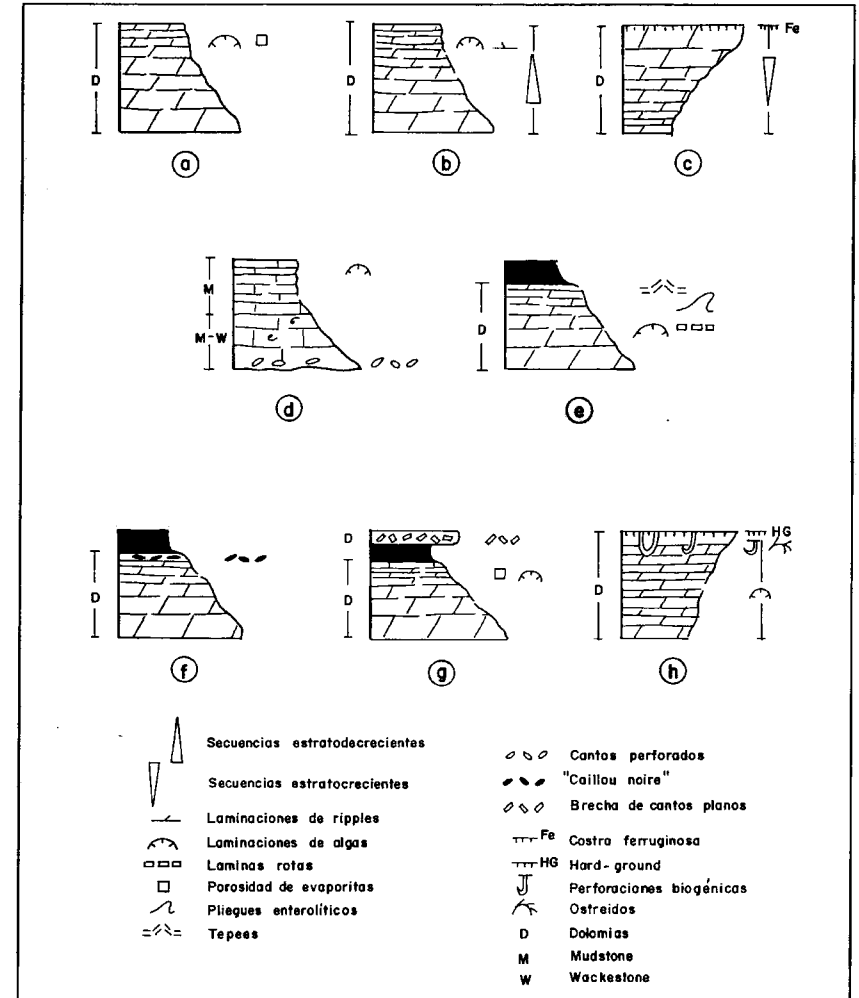 D
a
D
b
D
Fe
c
M
M-W
d
D
e
D
f
D
D
g
D
HG
h
Secuencias estratodecrecientes
Secuencias estratocrecientes
Laminaciones de ripples
Laminaciones de algas
Laminas rotas
Porosidad de evaporitas
Pliegues enterolíticos
Tepees
Cantos perforados
"Caillou noire"
Brecha de cantos planos
Fe Costra ferruginosa
HG Hard-ground
Perforaciones biogénicas
Ostreidos
D Dolomias
M Mudstone
W Wackestone